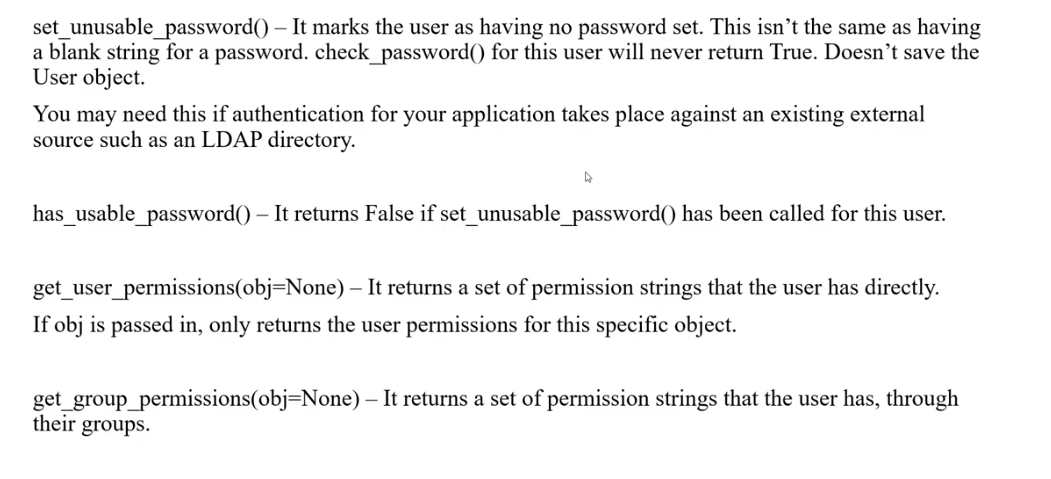 set_unusable_password() – It marks the user as having no password set. This isn’t the same as having
a blank string for a password. check_password() for this user will never return True. Doesn’t save the
User object.
You may need this if authentication for your application takes place against an existing external
source such as an LDAP directory.
has_usable_password() – It returns False if set_unusable_password() has been called for this user.
get_user_permissions(obj=None) – It returns a set of permission strings that the user has directly.
If obj is passed in, only returns the user permissions for this specific object.
get_group_permissions(obj=None) – It returns a set of permission strings that the user has, through
their groups.